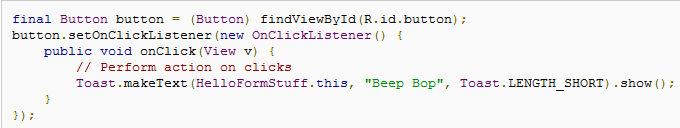 final Button button = (Button) findViewById(R.id.button);
button.setOnClickListener(new OnClickListener() {
    public void onClick(View v) {
        // Perform action on clicks
        Toast.makeText(HelloFormStuff.this, "Beep Bop", Toast.LENGTH_SHORT).show();
    }
});